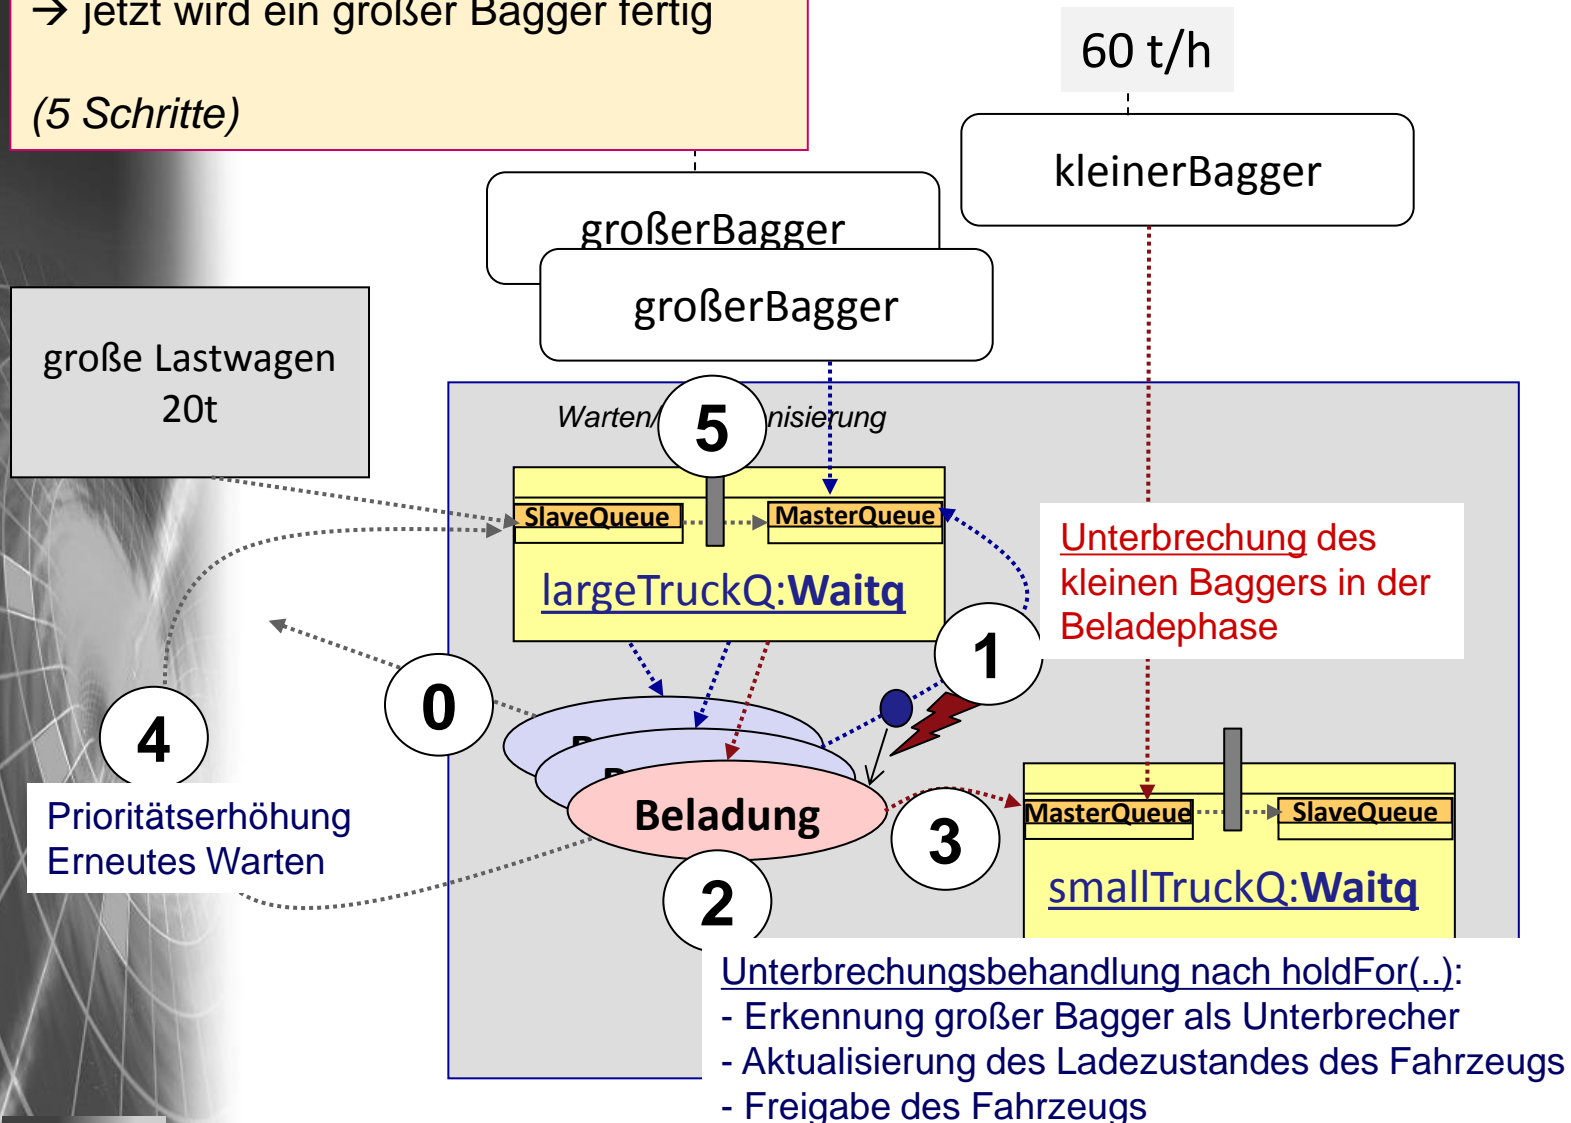 → jetzt wird ein großer Bagger fertig
(5 Schritte)
60 t/h
kleinerBagger
großerBagger
großerBagger
große Lastwagen
20t
Warten/ nisierung
5
SlaveQueue
MasterQueue
largeTruckQ:Waitq
Unterbrechung des
kleinen Baggers in der
Beladephase
1
0
4
Prioritätserhöhung
Erneutes Warten
Beladung
3
2
MasterQueue
SlaveQueue
smallTruckQ:Waitq
Unterbrechungsbehandlung nach holdFor(..):
- Erkennung großer Bagger als Unterbrecher
- Aktualisierung des Ladezustandes des Fahrzeugs
- Freigabe des Fahrzeugs